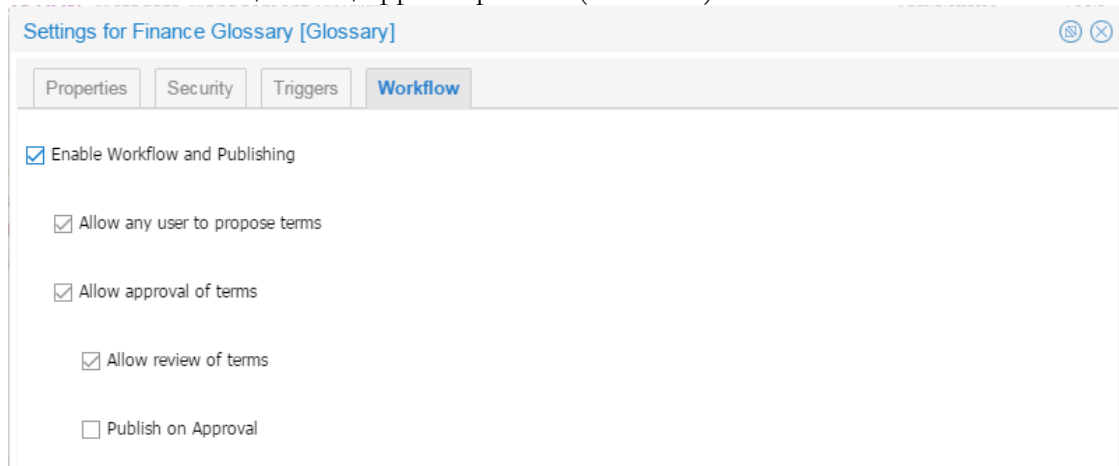 Settings for Finance Glossary [Glossary]
Properties Security Triggers Workflow
Enable Workflow and Publishing
Allow any user to propose terms
Allow approval of terms
Allow review of terms
Publish on Approval